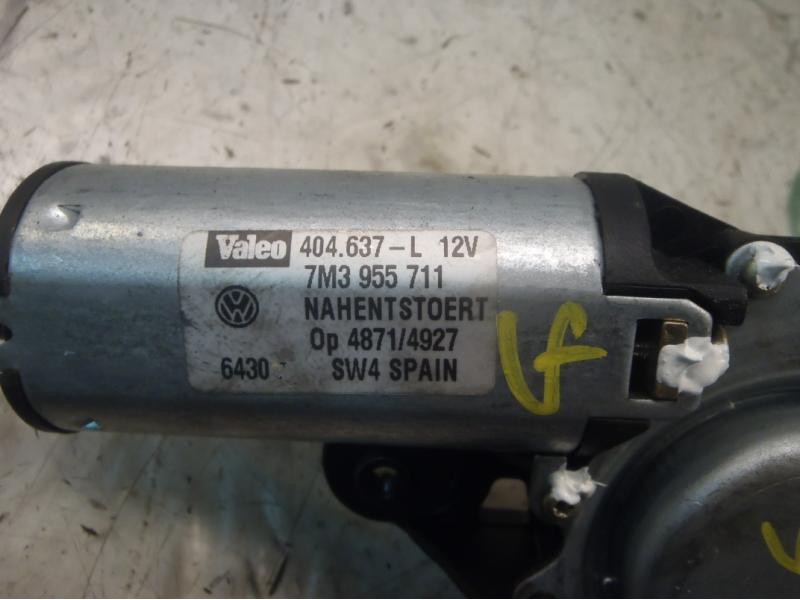 Valeo 404.637-L 12V
7M3 955 711
NAHENTSTOERT
Op 4871/4927
6430 SW4 SPAIN